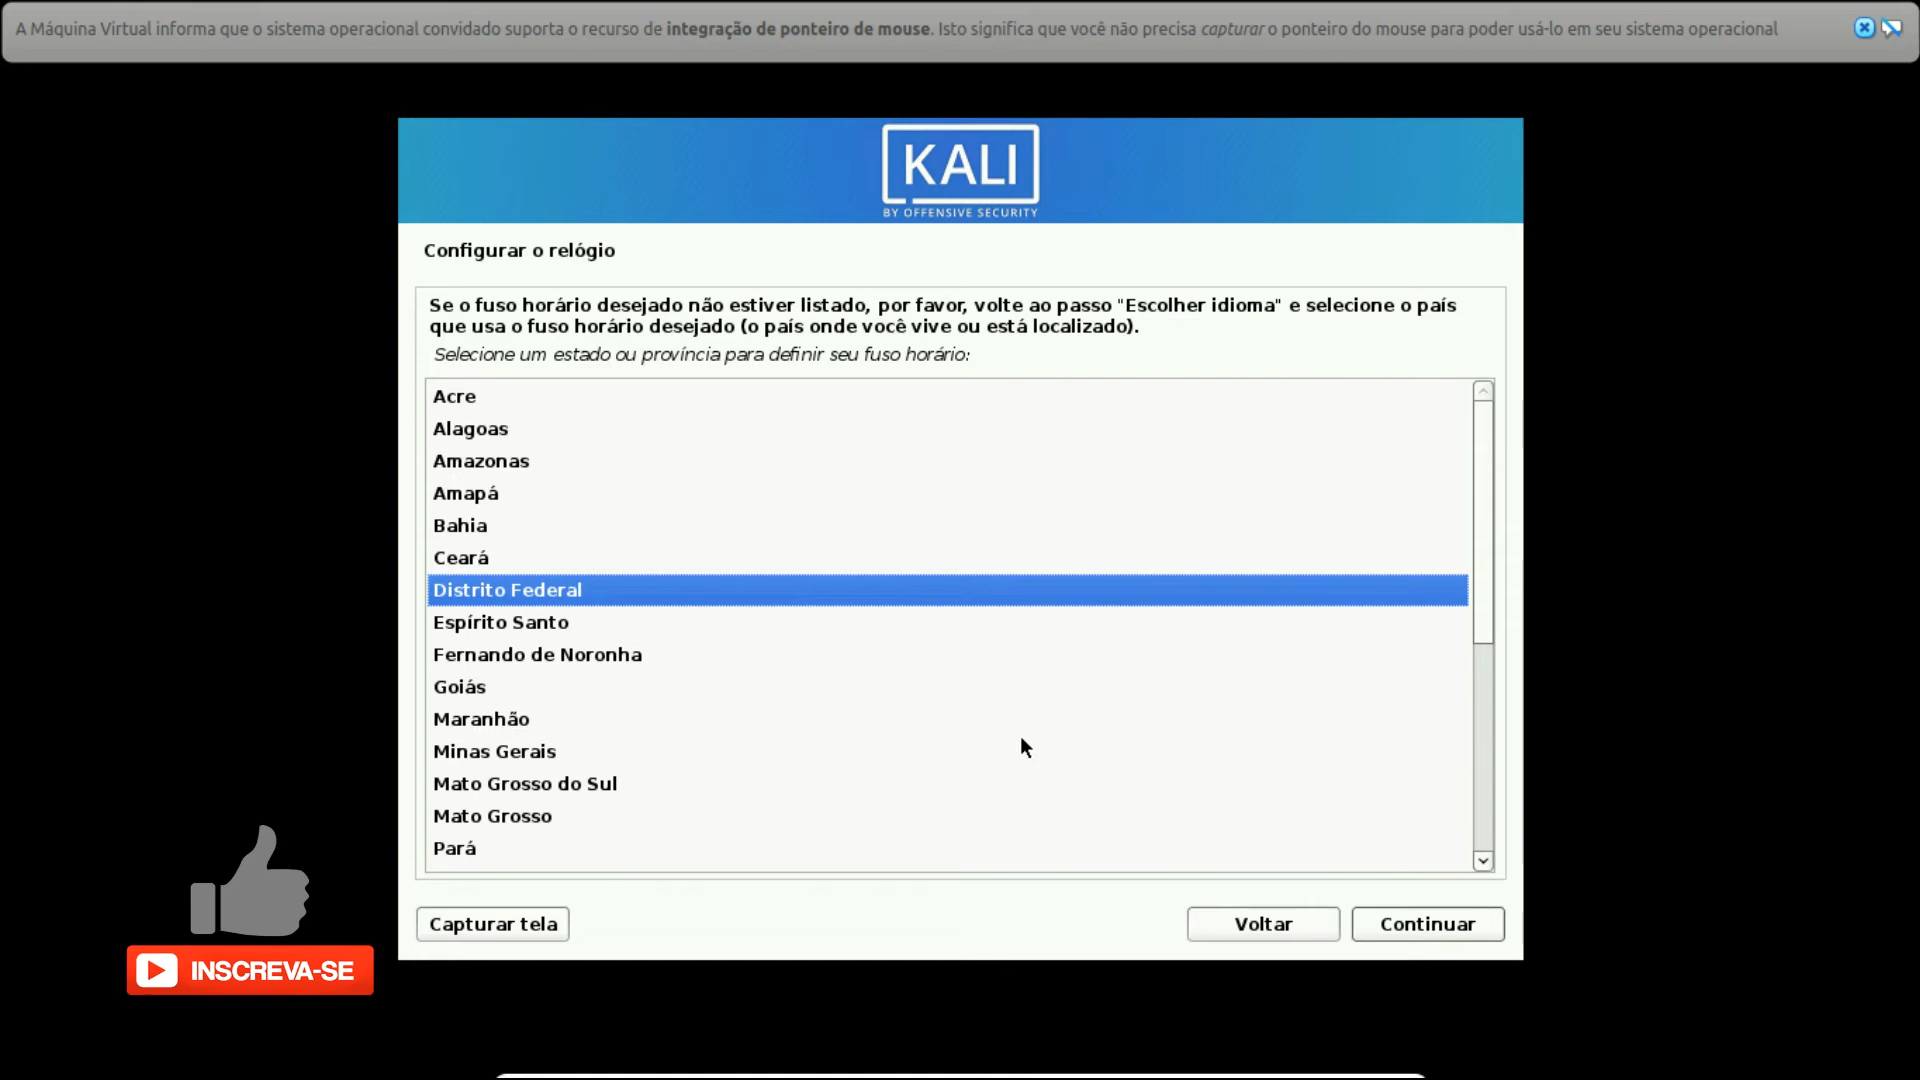 A Máquina Virtual informa que o sistema operacional convidado suporta o recurso de integração de ponteiro de mouse. Isto significa que você não precisa capturar o ponteiro do mouse para poder usá-lo em seu sistema operacional
KALI
BY OFFENSIVE SECURITY
Configurar o relógio
Se o fuso horário desejado não estiver listado, por favor, volte ao passo "Escolher idioma" e selecione o país
que usa o fuso horário desejado (o país onde você vive ou está localizado).
Selecione um estado ou província para definir seu fuso horário:
Acre
Alagoas
Amazonas
Amapá
Bahia
Ceará
Distrito Federal
Espírito Santo
Fernando de Noronha
Goiás
Maranhão
Minas Gerais
Mato Grosso do Sul
Mato Grosso
Pará
Capturar tela
Voltar
Continuar
INSCREVA-SE